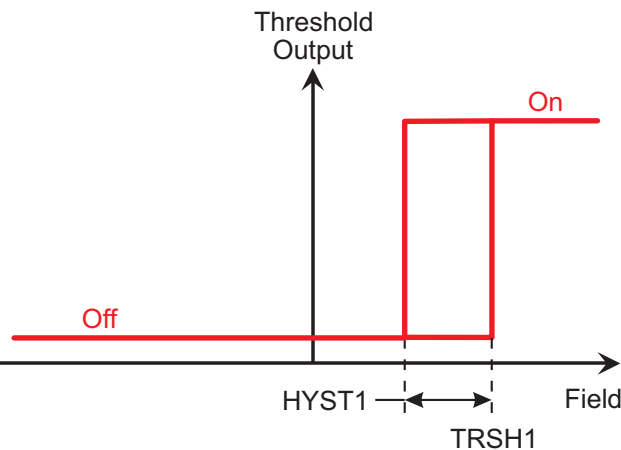 Threshold
Output
On
Off
HYST1
Field
TRSH1